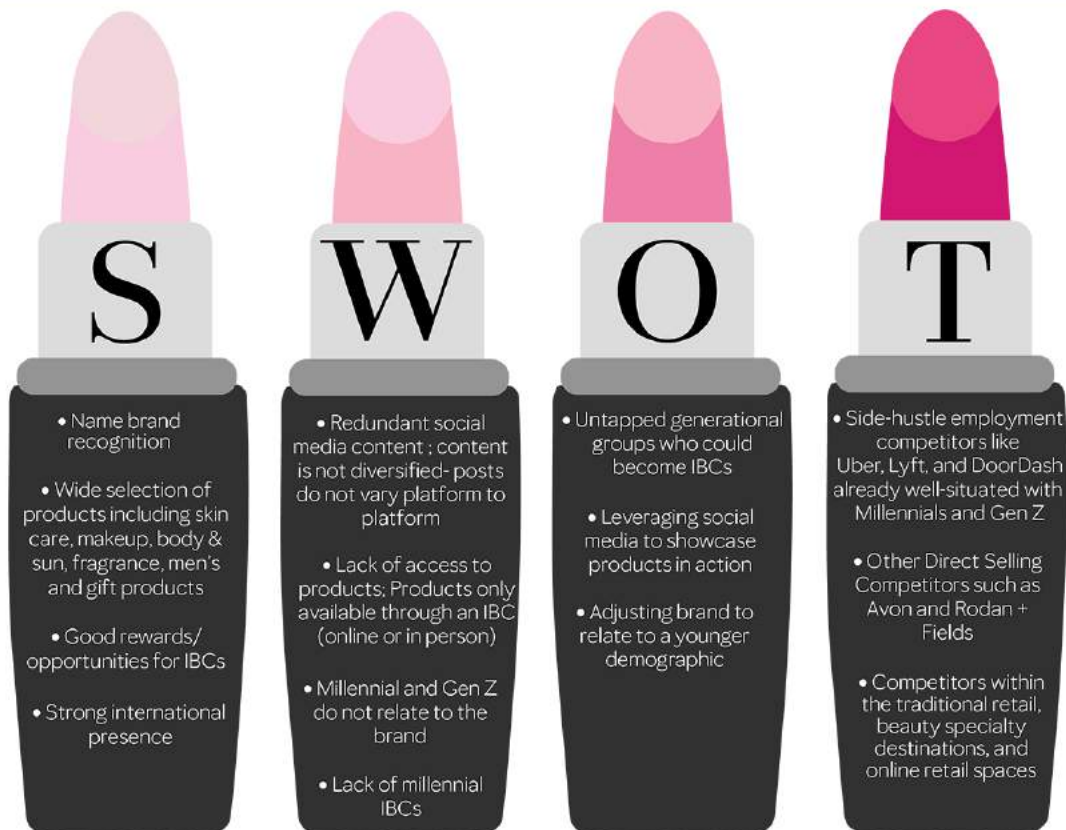 S
• Name brand
recognition
• Wide selection of
products including skin
care, makeup, body &
sun, fragrance, men's
and gift products
• Good rewards/
opportunities for IBCs
• Strong international
presence
W
• Redundant social
media content ; content
is not diversified- posts
do not vary platform to
platform
• Lack of access to
products; Products only
available through an IBC
(online or in person)
• Millennial and Gen Z
do not relate to the
brand
• Lack of millennial
IBCs
O
• Untapped generational
groups who could
become IBCs
• Leveraging social
media to showcase
products in action
• Adjusting brand to
relate to a younger
demographic
T
• Side-hustle employment
competitors like
Uber, Lyft, and DoorDash
already well-situated with
Millennials and Gen Z
• Other Direct Selling
Competitors such as
Avon and Rodan +
Fields
• Competitors within
the traditional retail,
beauty specialty
destinations, and
online retail spaces